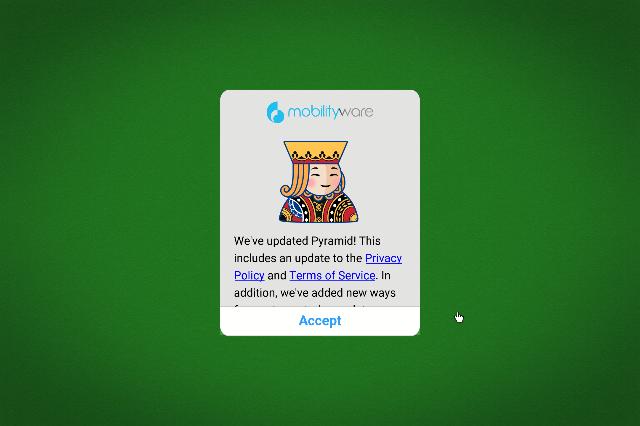 mobilityware
We've updated Pyramid! This
includes an update to the Privacy
Policy and Terms of Service. In
addition, we've added new ways
Accept